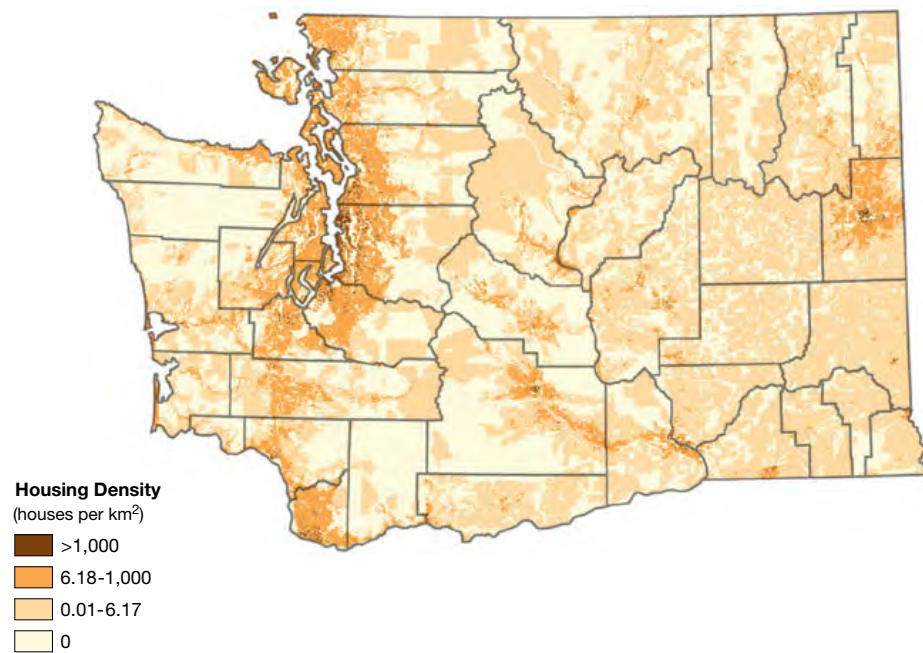 Housing Density
(houses per km²)
>1,000
6.18-1,000
0.01-6.17
0